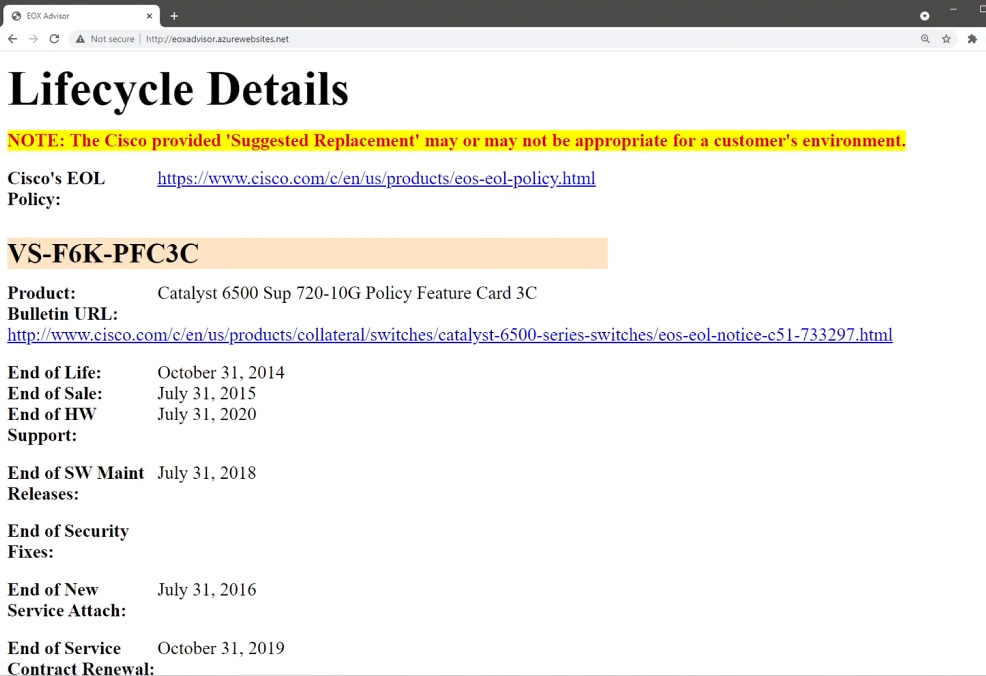 EOX Advisor
Not secure | http://eoxadvisor.azurewebsites.net
Lifecycle Details
NOTE: The Cisco provided 'Suggested Replacement' may or may not be appropriate for a customer's environment.
Cisco's EOL https://www.cisco.com/c/en/us/products/eos-eol-policy.html
Policy:
VS-F6K-PFC3C
Product: Catalyst 6500 Sup 720-10G Policy Feature Card 3C
Bulletin URL:
http://www.cisco.com/c/en/us/products/collateral/switches/catalyst-6500-series-switches/eos-eol-notice-c51-733297.html
End of Life: October 31, 2014
End of Sale: July 31, 2015
End of HW July 31, 2020
Support:
End of SW Maint July 31, 2018
Releases:
End of Security
Fixes:
End of New July 31, 2016
Service Attach:
End of Service October 31, 2019
Contract Renewal: